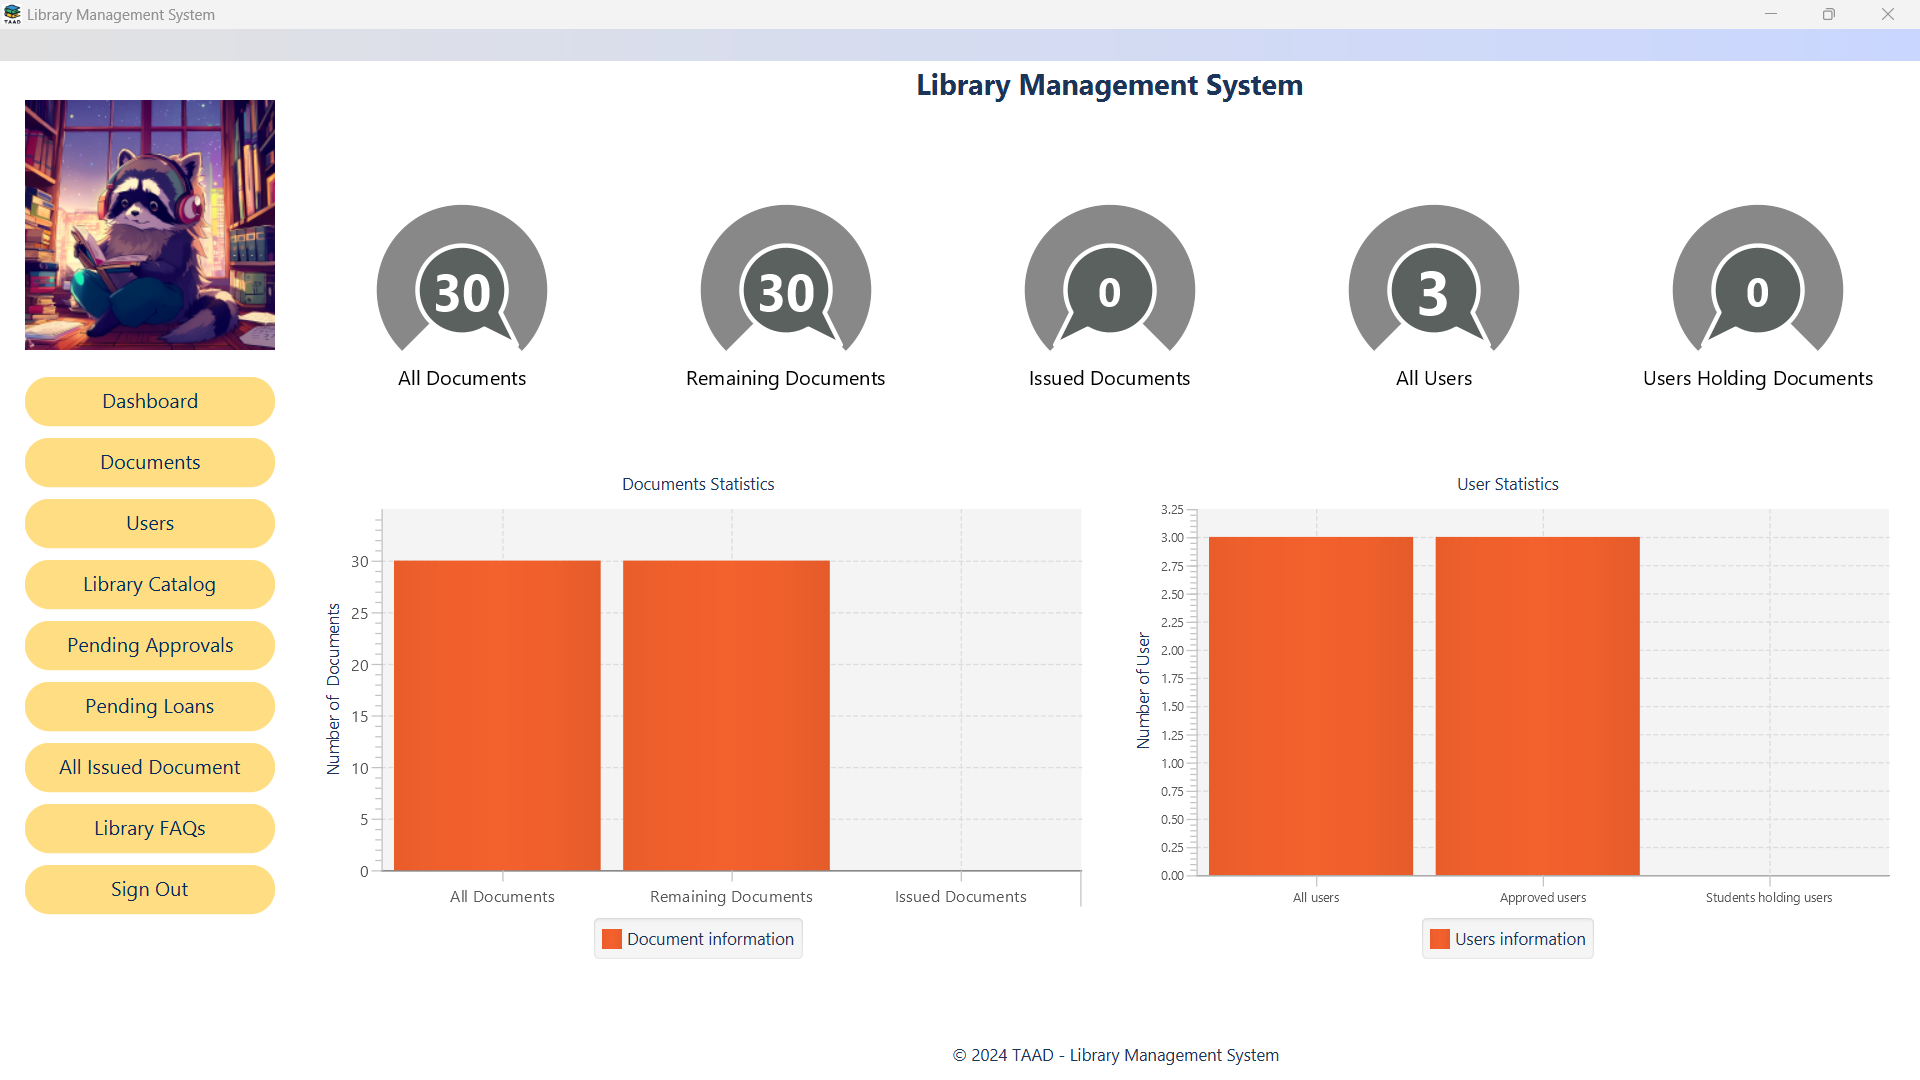 TAAD
Library Management System
Library Management System
30
30
0
3
0
All Documents
Remaining Documents
Issued Documents
All Users
Users Holding Documents
Dashboard
Documents
Users
Library Catalog
Pending Approvals
Pending Loans
All Issued Document
Library FAQs
Sign Out
Documents Statistics
Number of Documents
30
25
20
15
10
5
0
All Documents
Remaining Documents
Issued Documents
Document information
User Statistics
Number of User
3.25
3.00
2.75
2.50
2.25
2.00
1.75
1.50
1.25
1.00
0.75
0.50
0.25
0.00
All users
Approved users
Students holding users
Users information
© 2024 TAAD - Library Management System